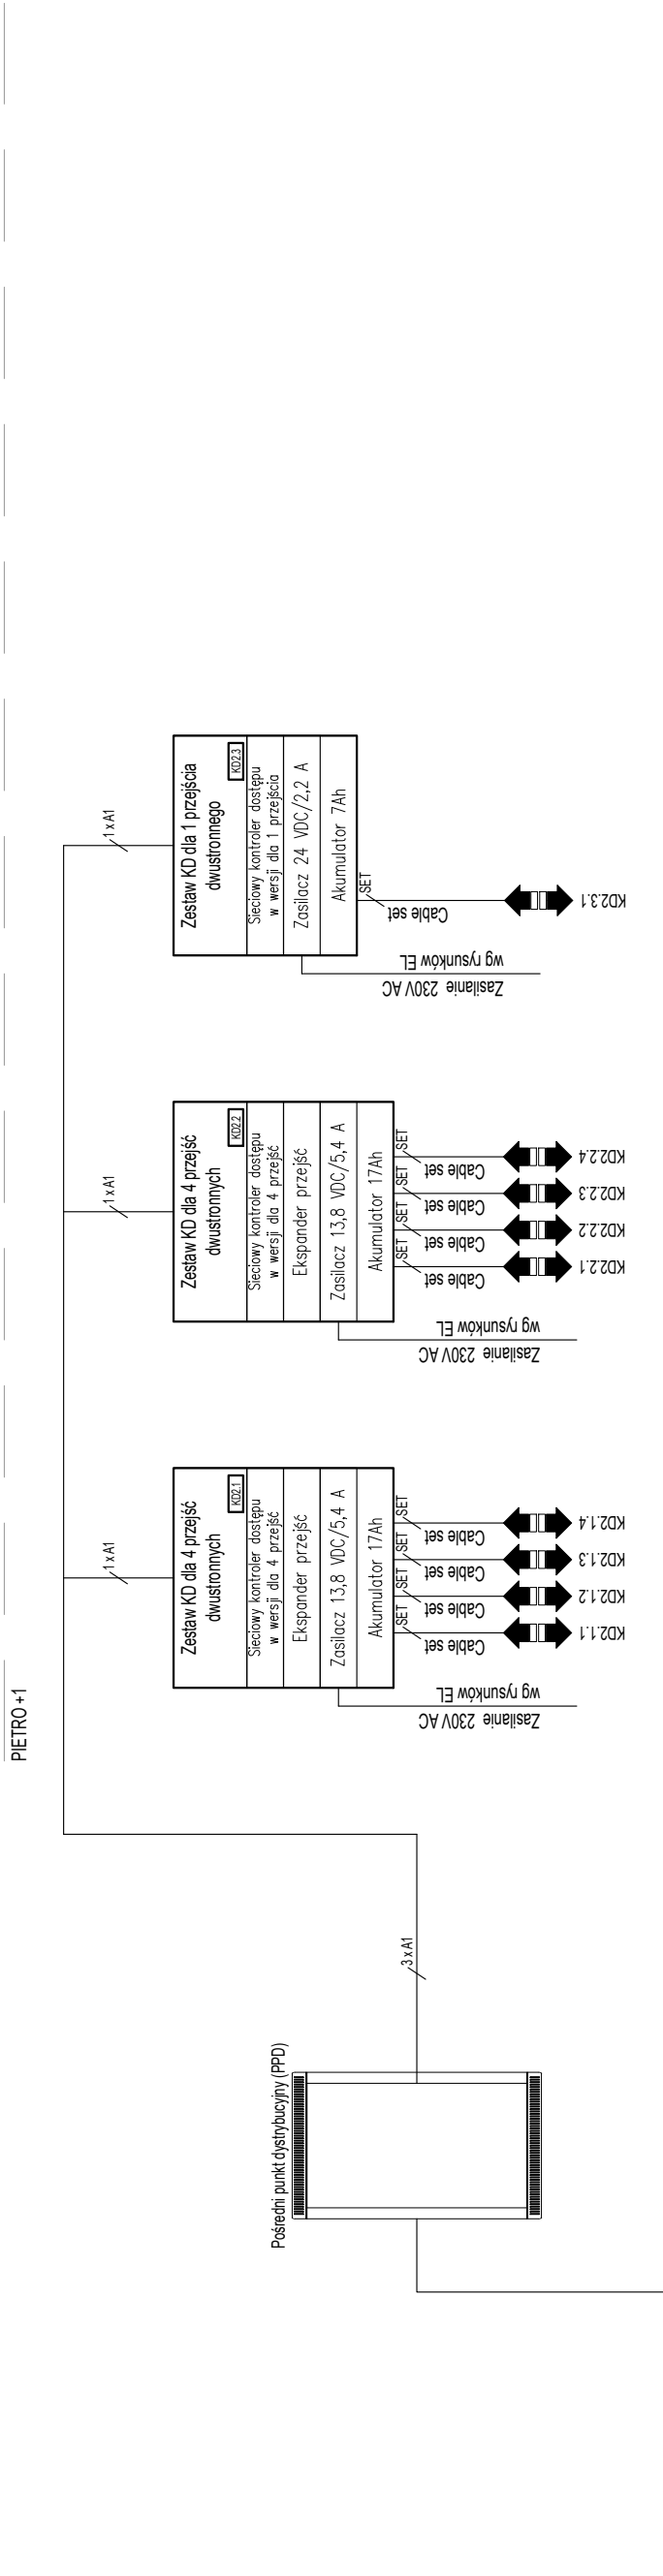 PIETRO +1
Pośredni punkt dystrybucyjny (PPD)
3 x A1
1 x A1
Zestaw KD dla 4 przejść
dwustronnych
KD2.1
Sieciowy kontroler dostępu
w wersji dla 4 przejść
Ekspander przejść
Zasilacz 13,8 VDC/5,4 A
Akumulator 17Ah
Zasilanie 230V AC
wg rysunków EL
SET
Cable set
KD2.1.1
SET
Cable set
KD2.1.2
SET
Cable set
KD2.1.3
SET
Cable set
KD2.1.4
1 x A1
Zestaw KD dla 4 przejść
dwustronnych
KD2.2
Sieciowy kontroler dostępu
w wersji dla 4 przejść
Ekspander przejść
Zasilacz 13,8 VDC/5,4 A
Akumulator 17Ah
Zasilanie 230V AC
wg rysunków EL
SET
Cable set
KD2.2.1
SET
Cable set
KD2.2.2
SET
Cable set
KD2.2.3
SET
Cable set
KD2.2.4
1 x A1
Zestaw KD dla 1 przejścia
dwustronnego
KD2.3
Sieciowy kontroler dostępu
w wersji dla 1 przejścia
Zasilacz 24 VDC/2,2 A
Akumulator 7Ah
Zasilanie 230V AC
wg rysunków EL
SET
Cable set
KD2.3.1